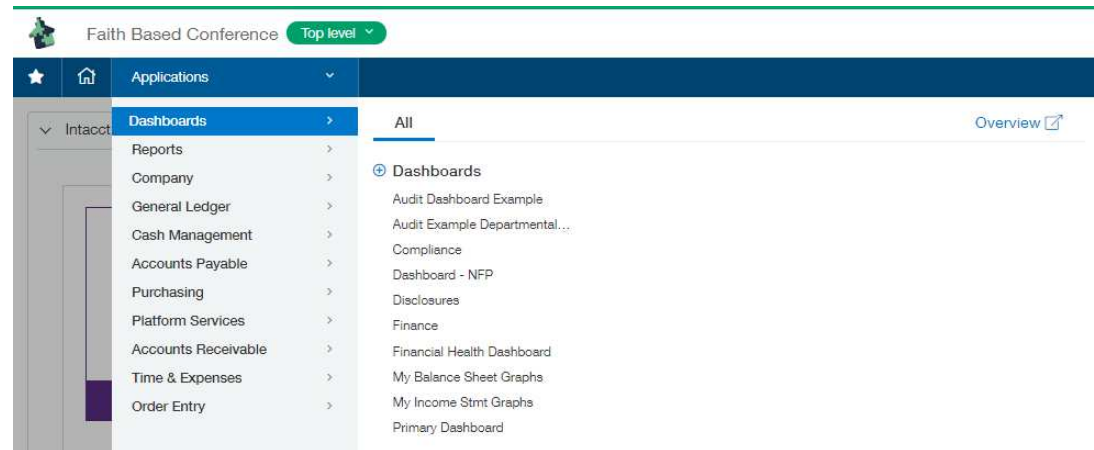 Faith Based Conference Top level
Applications
Intacct
Dashboards
Reports
Company
General Ledger
Cash Management
Accounts Payable
Purchasing
Platform Services
Accounts Receivable
Time & Expenses
Order Entry
All
Overview
Dashboards
Audit Dashboard Example
Audit Example Departmental...
Compliance
Dashboard - NFP
Disclosures
Finance
Financial Health Dashboard
My Balance Sheet Graphs
My Income Stmt Graphs
Primary Dashboard